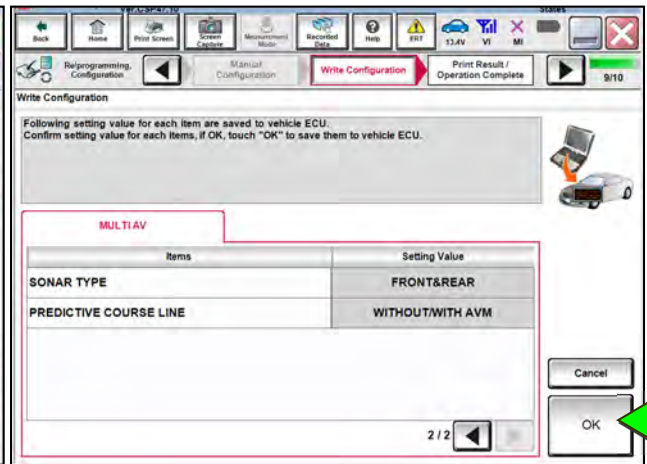 Ver.CSP47.10
States
Back
Home
Print Screen
Screen Capture
Measurement Mode
Recorded Data
Help
ERT
13.4V
VI
MI
Re/programming, Configuration
Manual Configuration
Write Configuration
Print Result / Operation Complete
9/10
Write Configuration
Following setting value for each item are saved to vehicle ECU.
Confirm setting value for each items, if OK, touch "OK" to save them to vehicle ECU.
MULTI AV
Items Setting Value
SONAR TYPE FRONT&REAR
PREDICTIVE COURSE LINE WITHOUT/WITH AVM
Cancel
2/2
OK